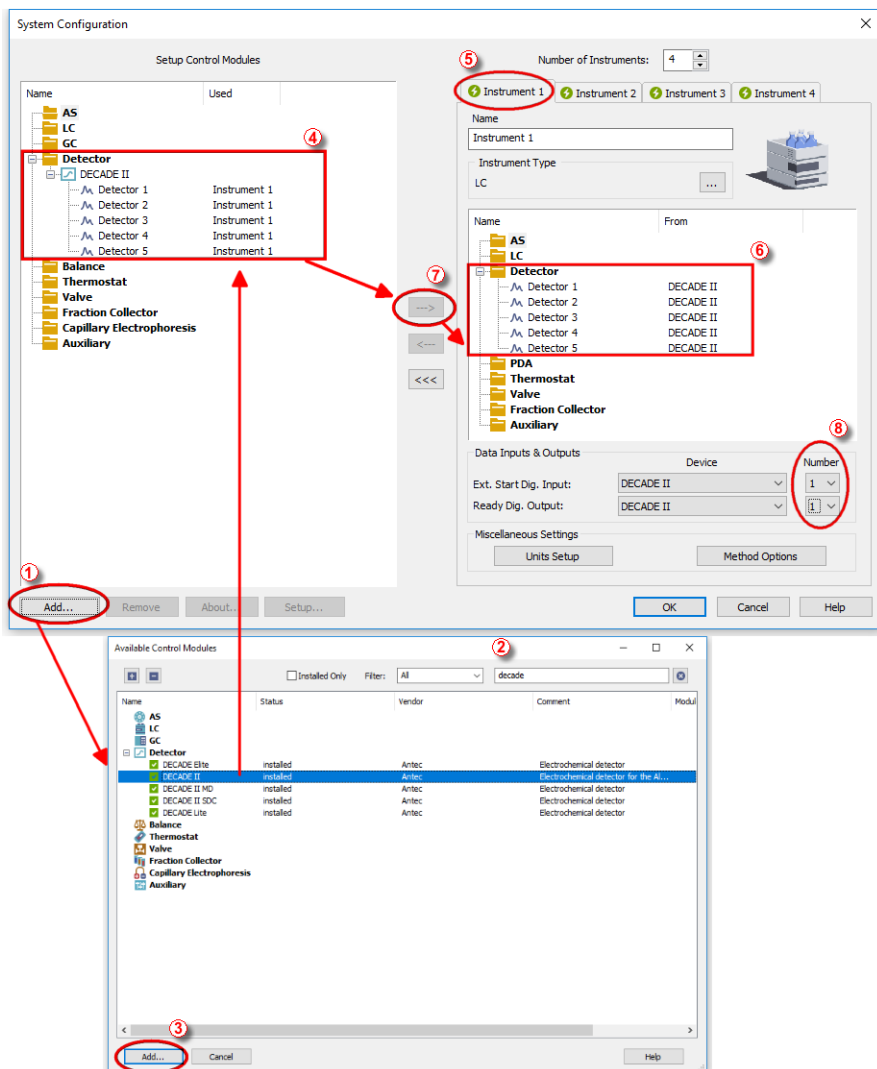 System Configuration
Setup Control Modules
Name Used
AS
LC
GC
④
Detector
DECADE II
Detector 1 Instrument 1
Detector 2 Instrument 1
Detector 3 Instrument 1
Detector 4 Instrument 1
Detector 5 Instrument 1
Balance
Thermostat
Valve
Fraction Collector
Capillary Electrophoresis
Auxiliary
⑦
--->
<---
<<<
⑤ Number of Instruments: 4
Instrument 1 Instrument 2 Instrument 3 Instrument 4
Name
Instrument 1
Instrument Type
LC ...
Name From
AS
LC
⑥
Detector
Detector 1 DECADE II
Detector 2 DECADE II
Detector 3 DECADE II
Detector 4 DECADE II
Detector 5 DECADE II
PDA
Thermostat
Valve
Fraction Collector
Auxiliary
⑧
Data Inputs & Outputs
Device Number
Ext. Start Dig. Input: DECADE II 1
Ready Dig. Output: DECADE II 1
Miscellaneous Settings
Units Setup Method Options
①
Add... Remove About... Setup... OK Cancel Help
Available Control Modules ②
Installed Only Filter: All decade
Name Status Vendor Comment Modul
AS
LC
GC
Detector
DECADE Elite installed Antec Electrochemical detector
DECADE II installed Antec Electrochemical detector for the Al...
DECADE II MD installed Antec Electrochemical detector
DECADE II SDC installed Antec Electrochemical detector
DECADE Lite installed Antec Electrochemical detector
Balance
Thermostat
Valve
Fraction Collector
Capillary Electrophoresis
Auxiliary
③
Add... Cancel Help